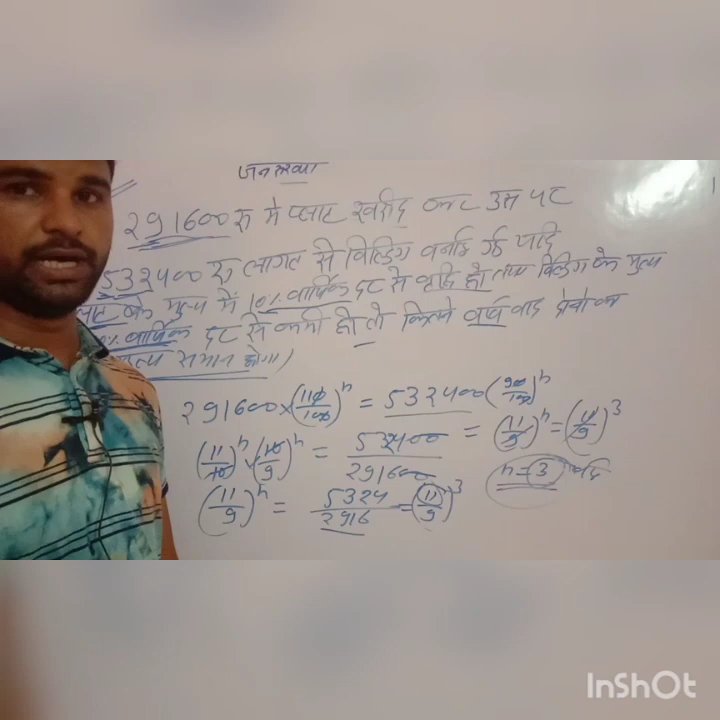 जनसंख्या
291600 रु मे प्लाट खरीद कर उस पर
532400 रु लागत से बिल्डिंग बनाई गई यदि
प्लाट के मुल्य में 10% वार्षिक दर से वृद्धि हो तथा बिल्डिंग के मुल्य
10% वार्षिक दर से कमी हो तो कितने वर्ष बाद दोनो का
मुल्य समान होगा।
291600×(110/100)^n = 532400(90/100)^n
(11/10)^n × (10/9)^n = 532400/291600 = (11/9)^n = (11/9)^3
(11/9)^n = 5324/2916 = (11/9)^3
n = 3 वर्ष
InShOt